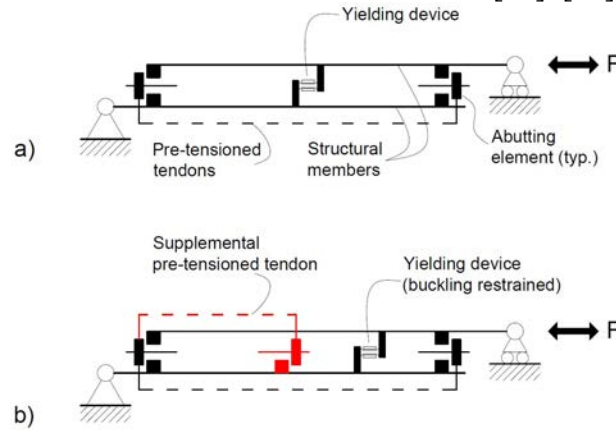 Yielding device
F
a)
Pre-tensioned
tendons
Structural
members
Abutting
element (typ.)
Supplemental
pre-tensioned tendon
Yielding device
(buckling restrained)
F
b)